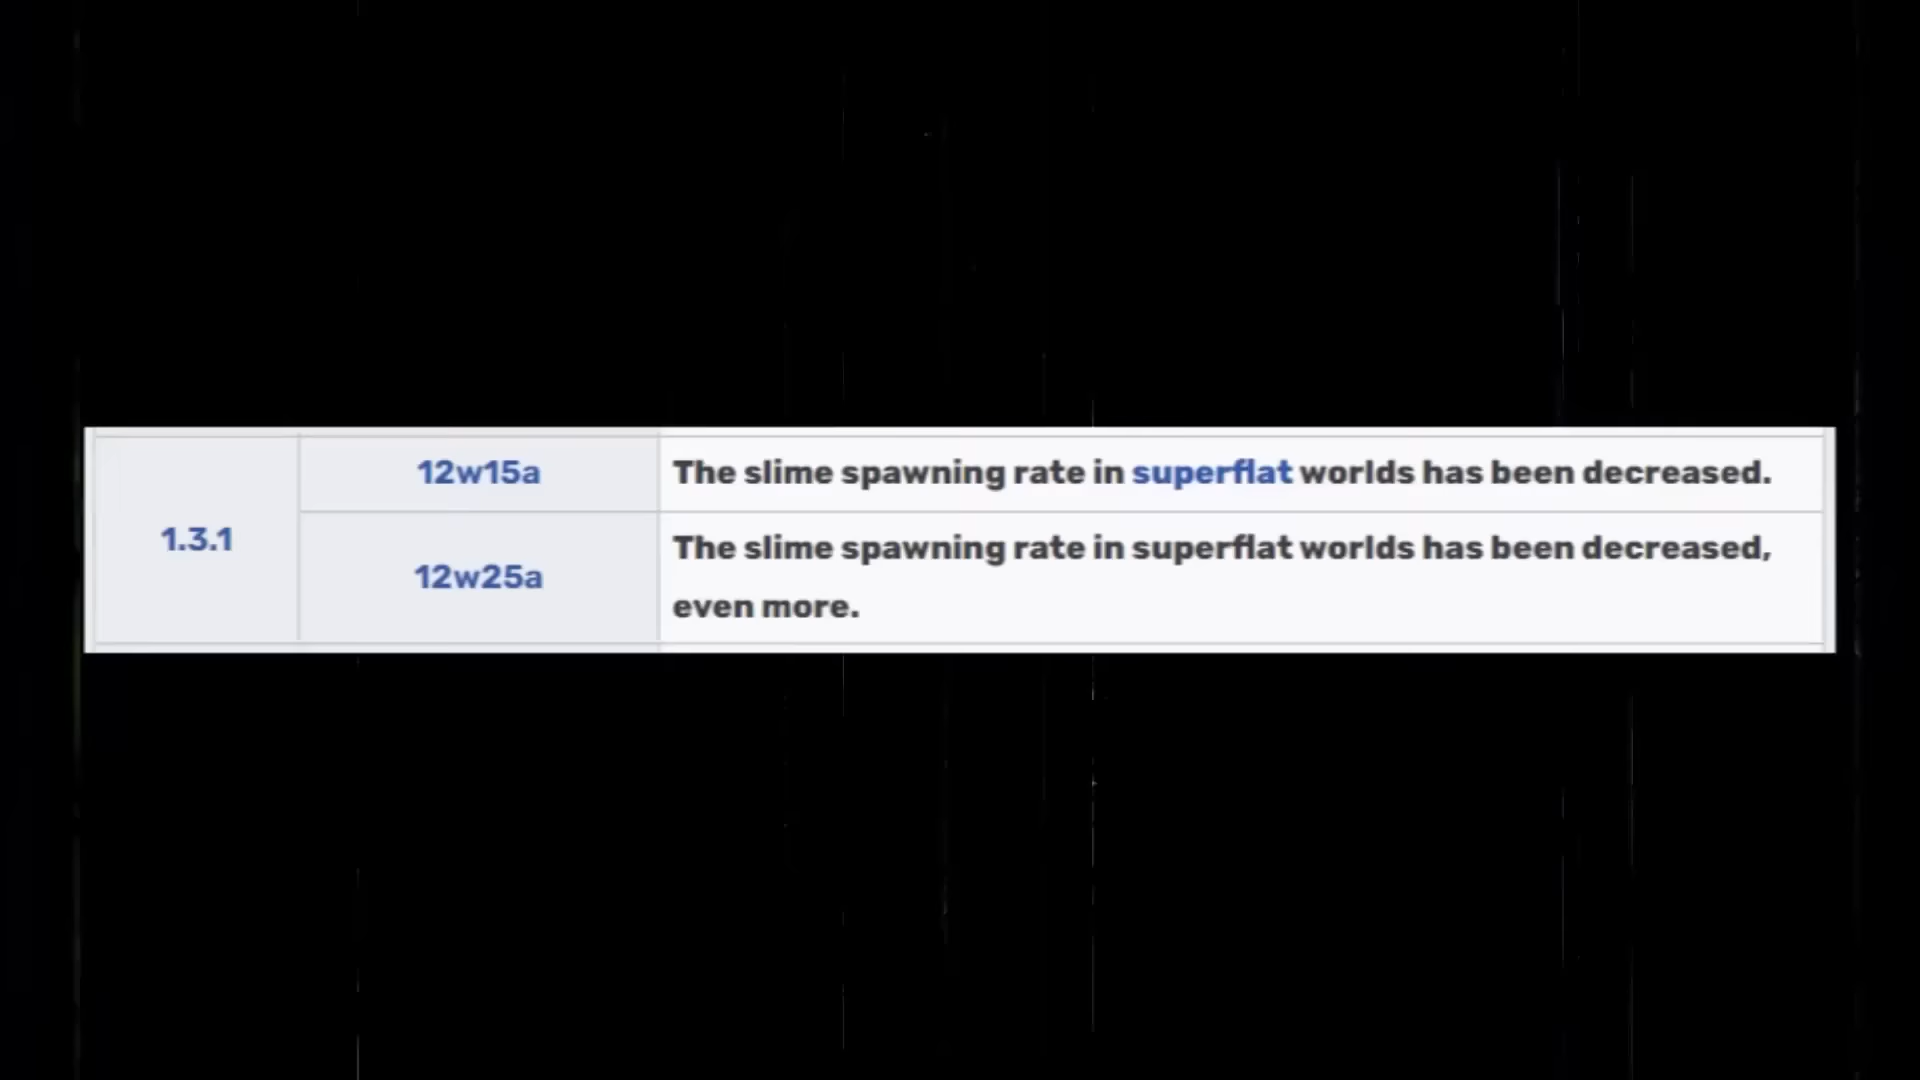 1.3.1
12w15a
The slime spawning rate in superflat worlds has been decreased.
12w25a
The slime spawning rate in superflat worlds has been decreased,
even more.